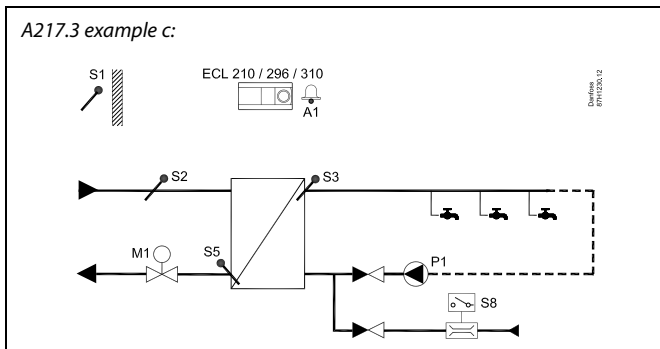 A217.3 example c:
S1
ECL 210 / 296 / 310
A1
Danfoss
87H1230.12
S2
S3
M1
S5
P1
S8